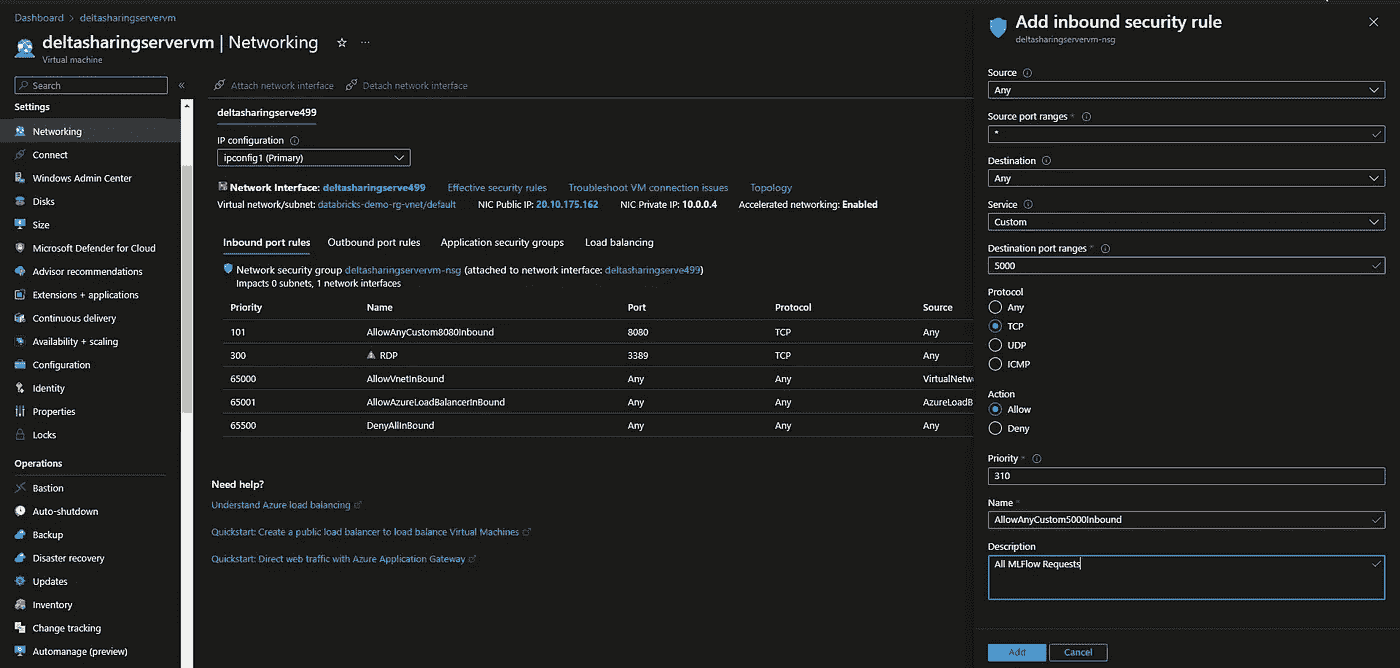 Dashboard > deltasharingservervm
deltasharingservervm | Networking ☆ ...
Virtual machine
Search
«
Settings
Networking
Connect
Windows Admin Center
Disks
Size
Microsoft Defender for Cloud
Advisor recommendations
Extensions + applications
Continuous delivery
Availability + scaling
Configuration
Identity
Properties
Locks
Operations
Bastion
Auto-shutdown
Backup
Disaster recovery
Updates
Inventory
Change tracking
Automanage (preview)
Attach network interface Detach network interface
deltasharingserve499
IP configuration
ipconfig1 (Primary)
Network Interface: deltasharingserve499 Effective security rules Troubleshoot VM connection issues Topology
Virtual network/subnet: databricks-demo-rg-vnet/default NIC Public IP: 20.10.175.162 NIC Private IP: 10.0.0.4 Accelerated networking: Enabled
Inbound port rules Outbound port rules Application security groups Load balancing
Network security group deltasharingservervm-nsg (attached to network interface: deltasharingserve499)
Impacts 0 subnets, 1 network interfaces
Priority Name Port Protocol Source
101 AllowAnyCustom8080Inbound 8080 TCP Any
300 RDP 3389 TCP Any
65000 AllowVnetInBound Any Any VirtualNetw
65001 AllowAzureLoadBalancerInBound Any Any AzureLoadB
65500 DenyAllInBound Any Any Any
Need help?
Understand Azure load balancing
Quickstart: Create a public load balancer to load balance Virtual Machines
Quickstart: Direct web traffic with Azure Application Gateway
Add inbound security rule
deltasharingservervm-nsg
Source
Any
Source port ranges *
*
Destination
Any
Service
Custom
Destination port ranges *
5000
Protocol
Any
TCP
UDP
ICMP
Action
Allow
Deny
Priority *
310
Name *
AllowAnyCustom5000Inbound
Description
All MLFlow Requests
Add Cancel